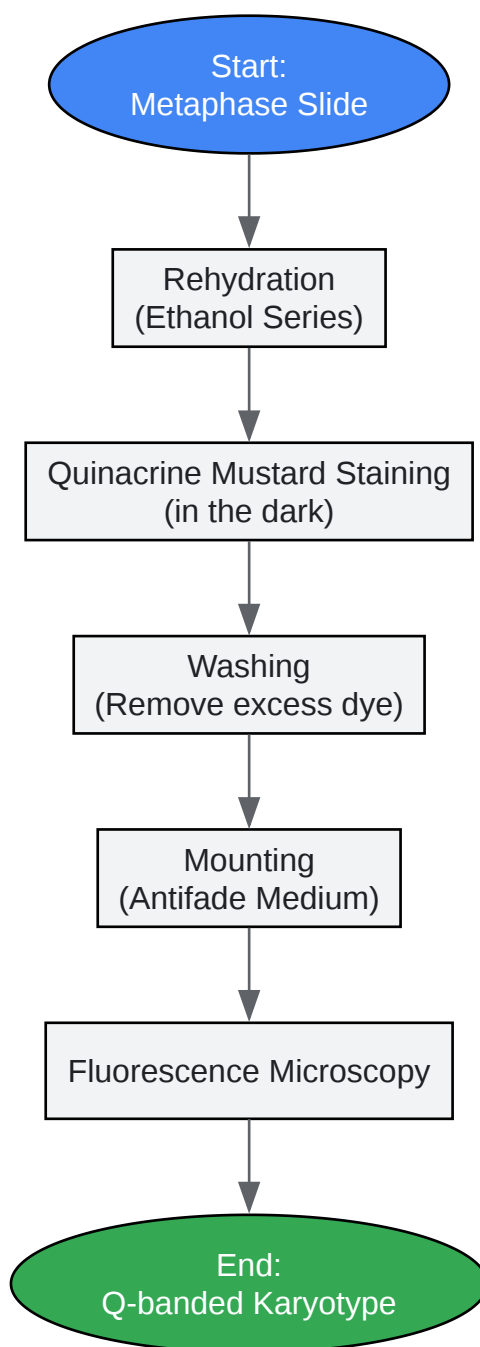 Start:
Metaphase Slide
Rehydration
(Ethanol Series)
Quinacrine Mustard Staining
(in the dark)
Washing
(Remove excess dye)
Mounting
(Antifade Medium)
Fluorescence Microscopy
End:
Q-banded Karyotype